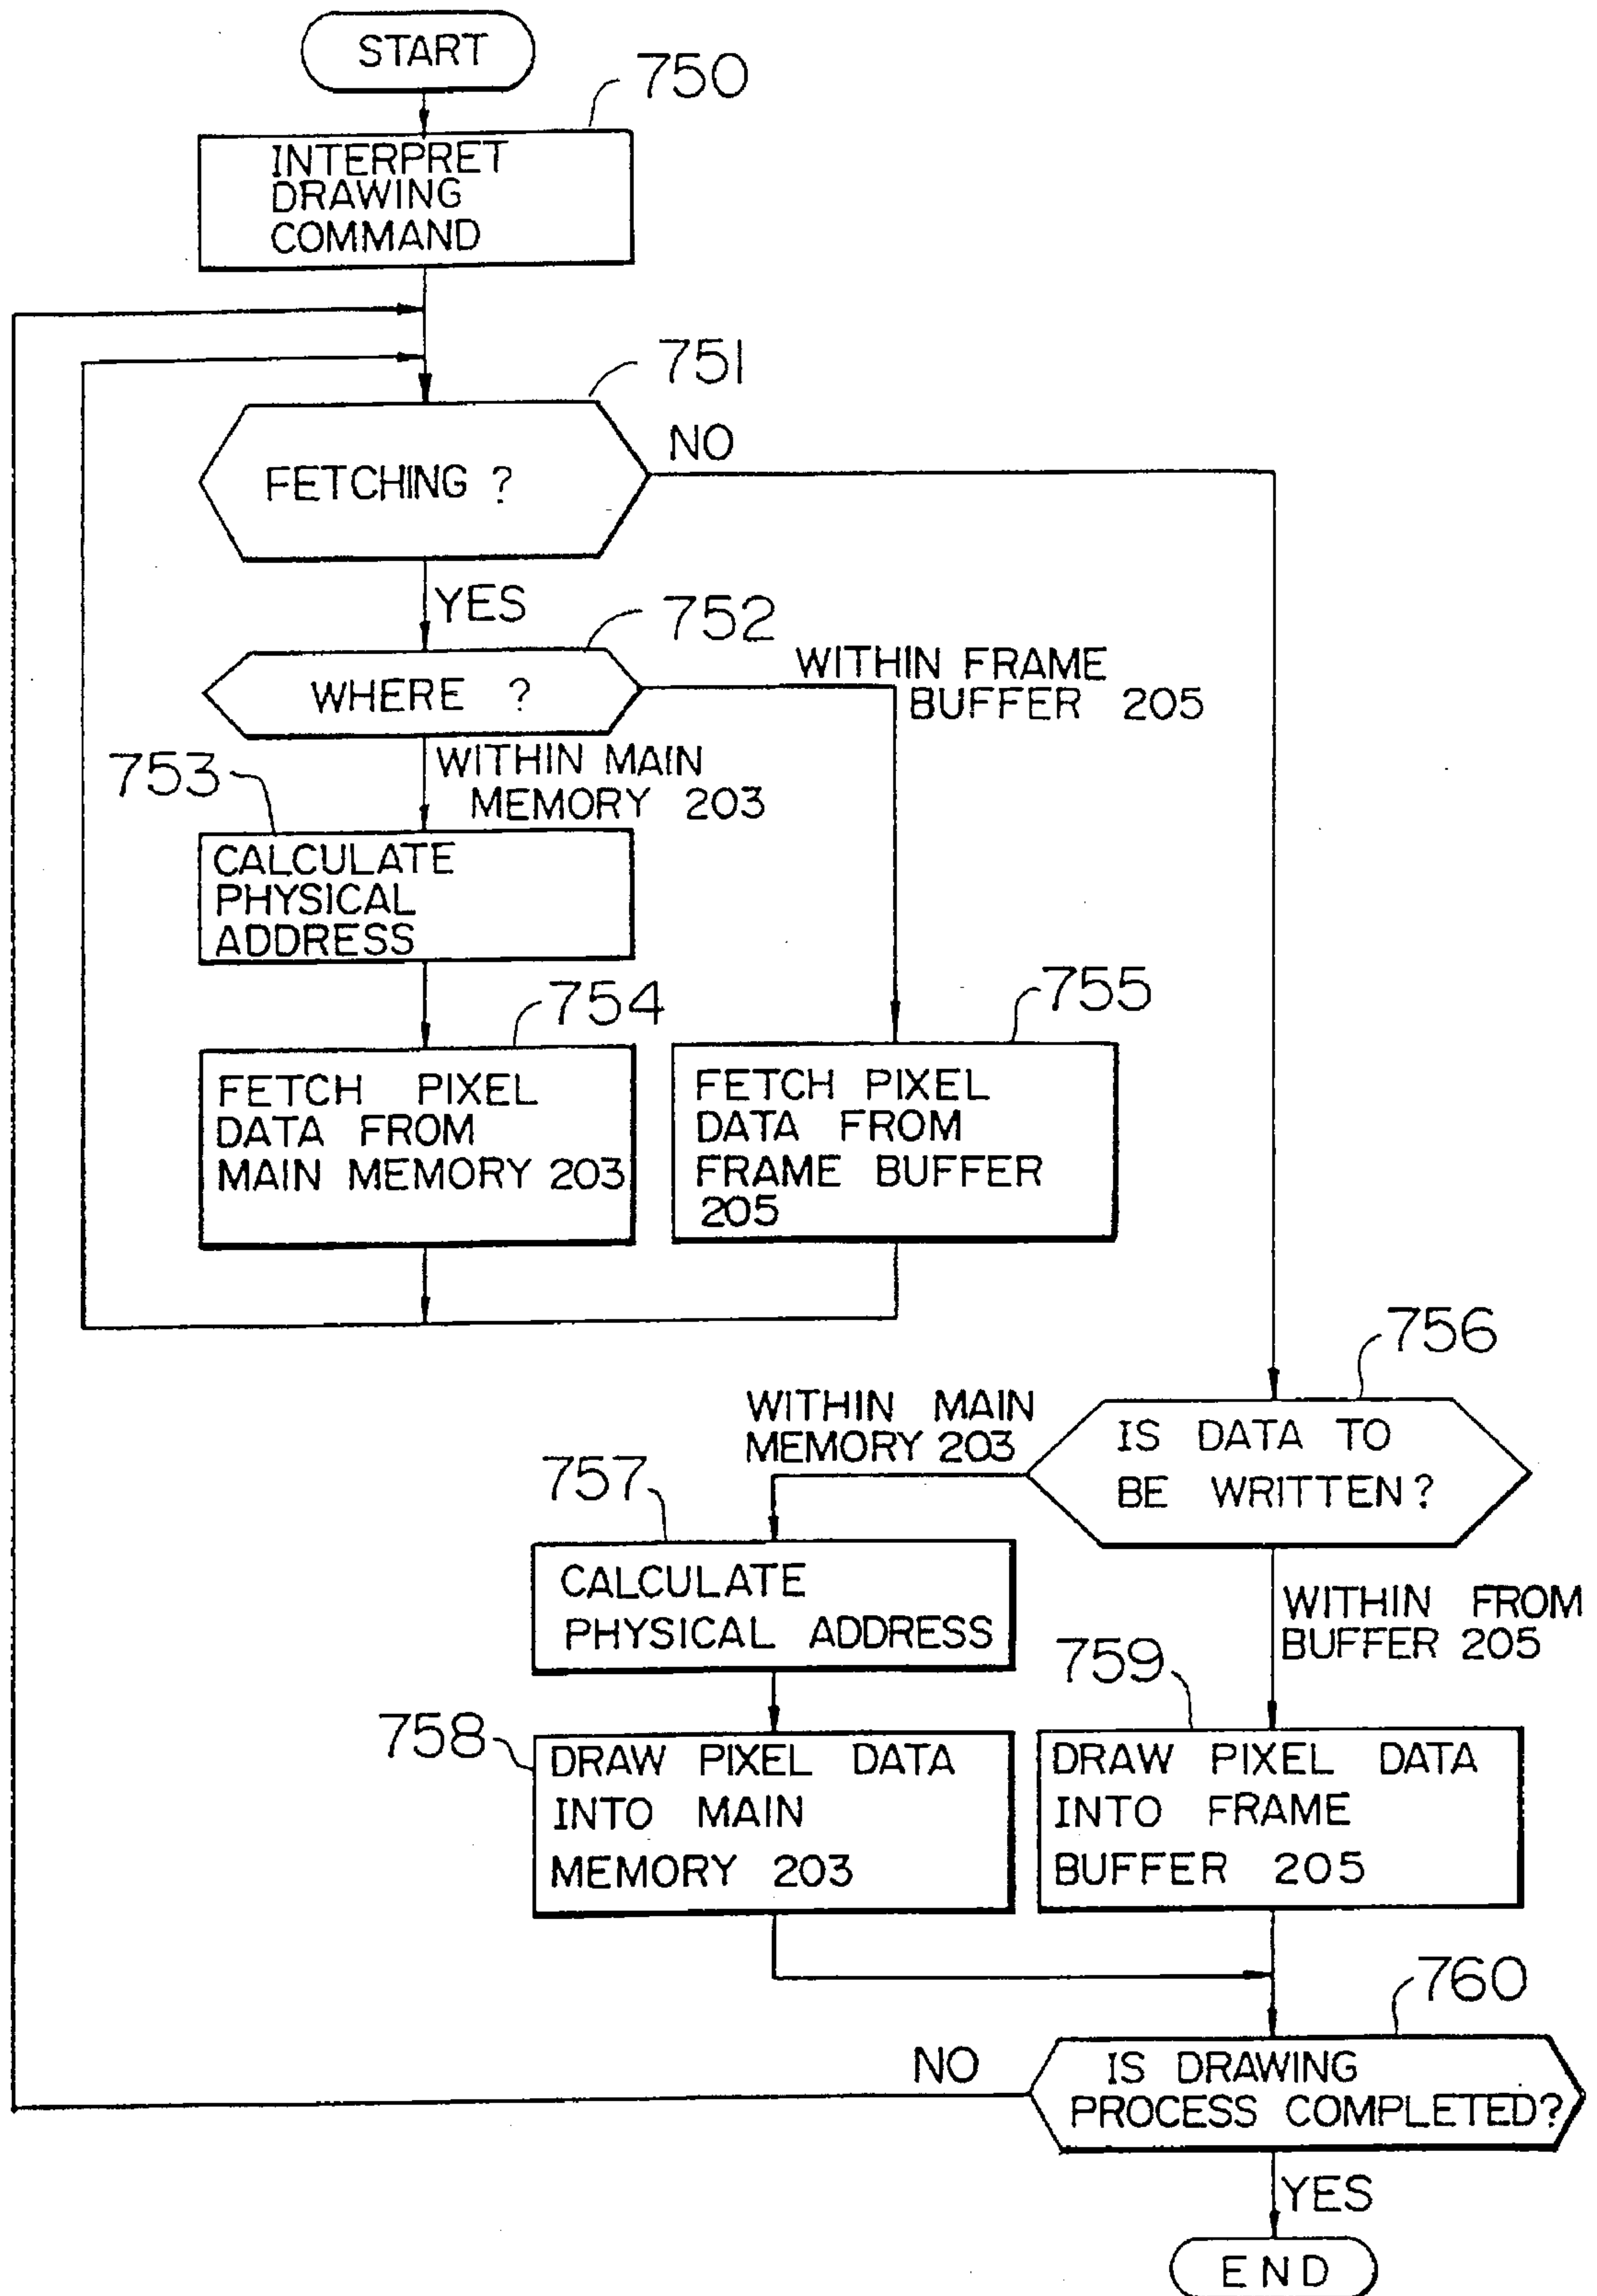 START
750
INTERPRET
DRAWING
COMMAND
751
NO
FETCHING ?
YES
752
WITHIN FRAME
BUFFER 205
WHERE ?
753
WITHIN MAIN
MEMORY 203
CALCULATE
PHYSICAL
ADDRESS
754
755
FETCH PIXEL
DATA FROM
MAIN MEMORY 203
FETCH PIXEL
DATA FROM
FRAME BUFFER
205
756
WITHIN MAIN
MEMORY 203
IS DATA TO
BE WRITTEN?
757
CALCULATE
PHYSICAL ADDRESS
WITHIN FROM
BUFFER 205
759
758
DRAW PIXEL DATA
INTO MAIN
MEMORY 203
DRAW PIXEL DATA
INTO FRAME
BUFFER 205
760
NO
IS DRAWING
PROCESS COMPLETED?
YES
END